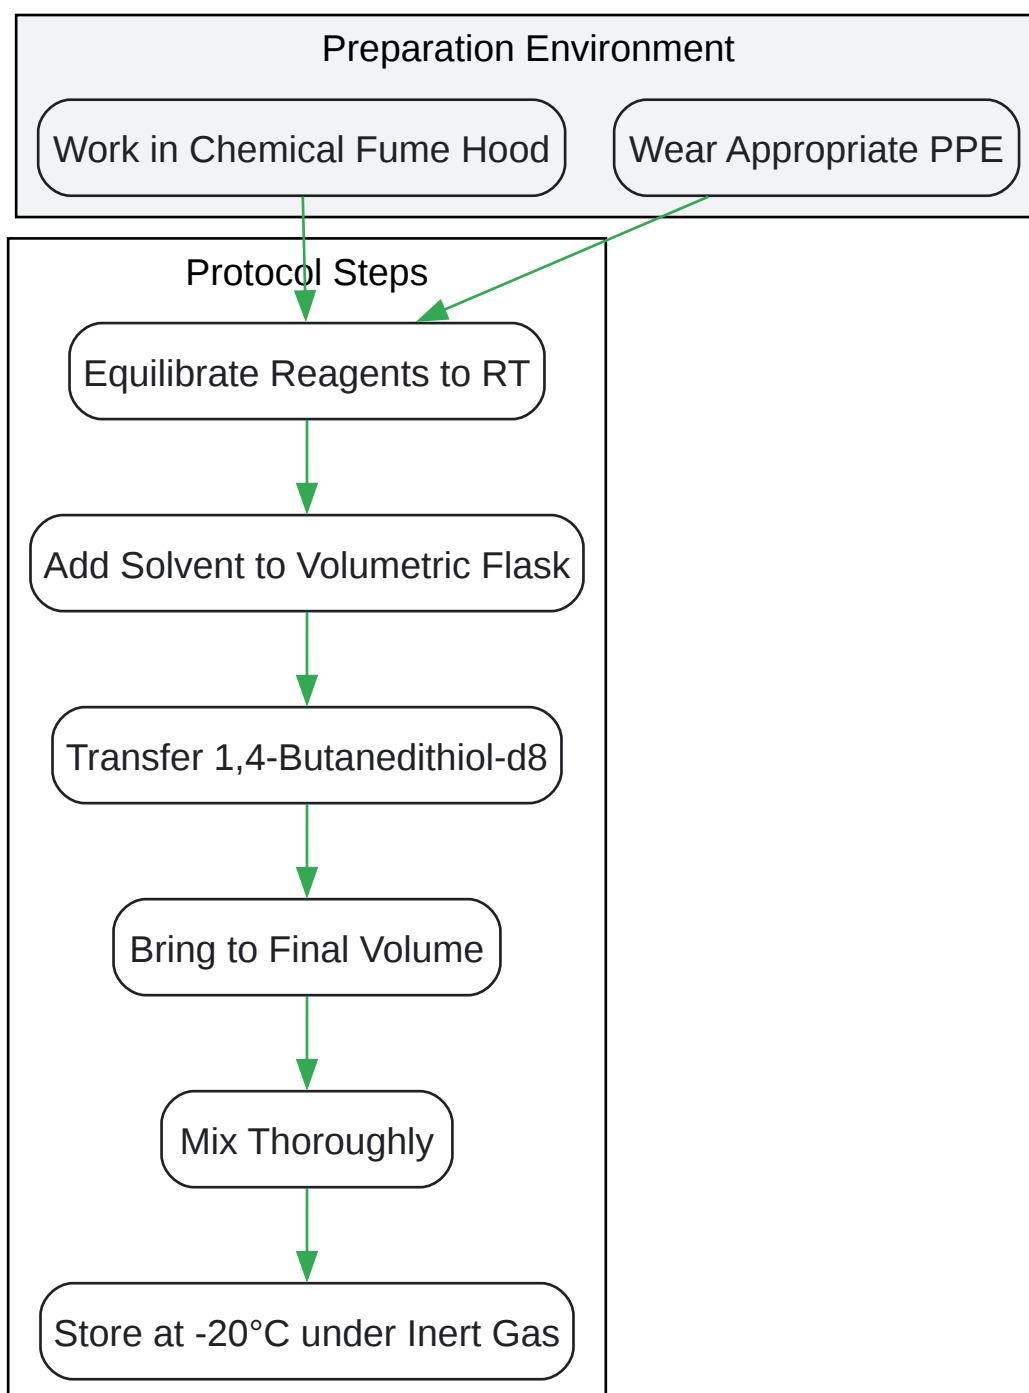 Preparation Environment
Work in Chemical Fume Hood
Wear Appropriate PPE
Protocol Steps
Equilibrate Reagents to RT
Add Solvent to Volumetric Flask
Transfer 1,4-Butanedithiol-d8
Bring to Final Volume
Mix Thoroughly
Store at -20°C under Inert Gas